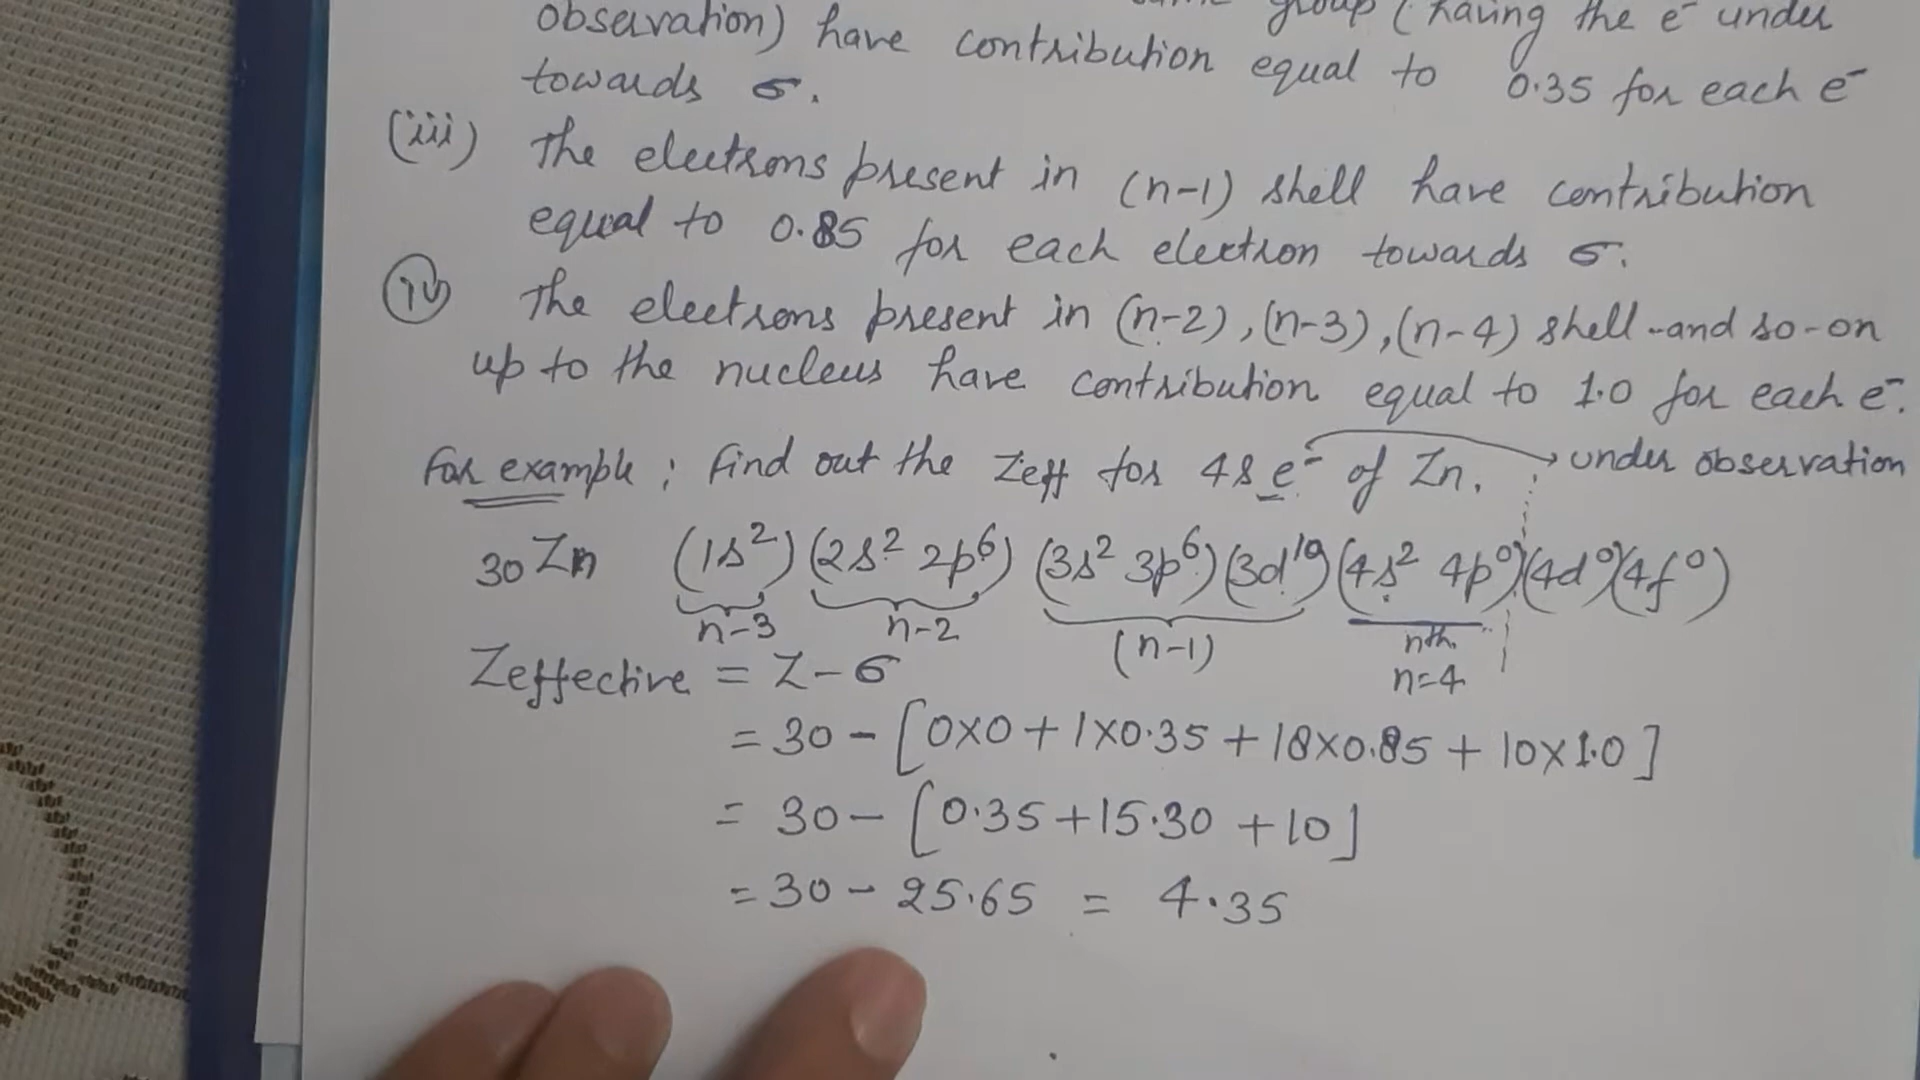 group (having the e⁻ under
observation) have contribution equal to 0.35 for each e⁻
towards σ.
(iii) The electrons present in (n-1) shell have contribution
equal to 0.85 for each electron towards σ.
(iv) The electrons present in (n-2), (n-3), (n-4) shell --and so-on
up to the nucleus have contribution equal to 1.0 for each e⁻.
For example ; find out the Zeff for 4s e⁻ of Zn. → under observation
₃₀Zn (1s²) (2s² 2p⁶) (3s² 3p⁶) (3d¹⁰) (4s² 4p⁰) (4d⁰) (4f⁰)
n-3 n-2 (n-1) nth
n=4
Zeffective = Z-σ
= 30 - [0×0 + 1×0.35 + 18×0.85 + 10×1.0]
= 30 - [0.35 + 15.30 + 10]
= 30 - 25.65 = 4.35